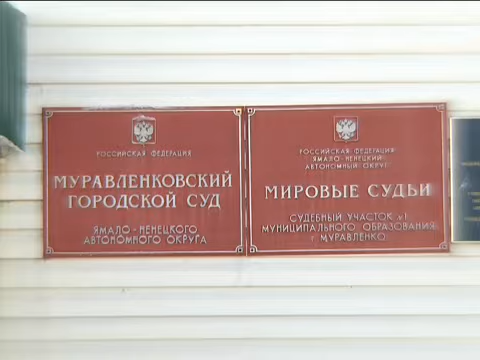 РОССИЙСКАЯ ФЕДЕРАЦИЯ
МУРАВЛЕНКОВСКИЙ
ГОРОДСКОЙ СУД
ЯМАЛО-НЕНЕЦКОГО
АВТОНОМНОГО ОКРУГА
РОССИЙСКАЯ ФЕДЕРАЦИЯ
ЯМАЛО-НЕНЕЦКИЙ
АВТОНОМНЫЙ ОКРУГ
МИРОВЫЕ СУДЬИ
СУДЕБНЫЙ УЧАСТОК №1
МУНИЦИПАЛЬНОГО ОБРАЗОВАНИЯ
г. МУРАВЛЕНКО